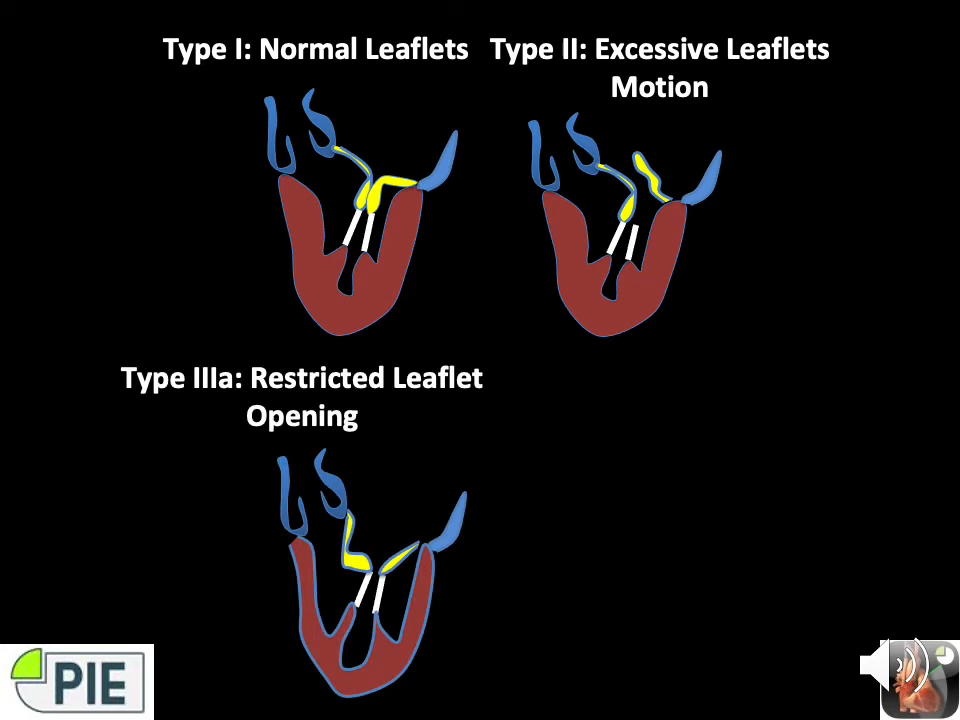 Type I: Normal Leaflets
Type II: Excessive Leaflets
Motion
Type IIIa: Restricted Leaflet
Opening
PIE